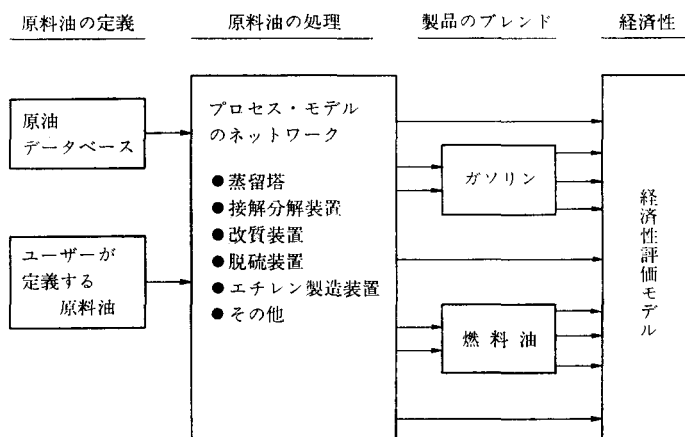 原料油の定義
原料油の処理
製品のブレンド
経済性
原油
データベース
ユーザーが
定義する
原料油
プロセス・モデル
のネットワーク
●蒸留塔
●接解分解装置
●改質装置
●脱硫装置
●エチレン製造装置
●その他
ガソリン
燃料油
経済性評価モデル